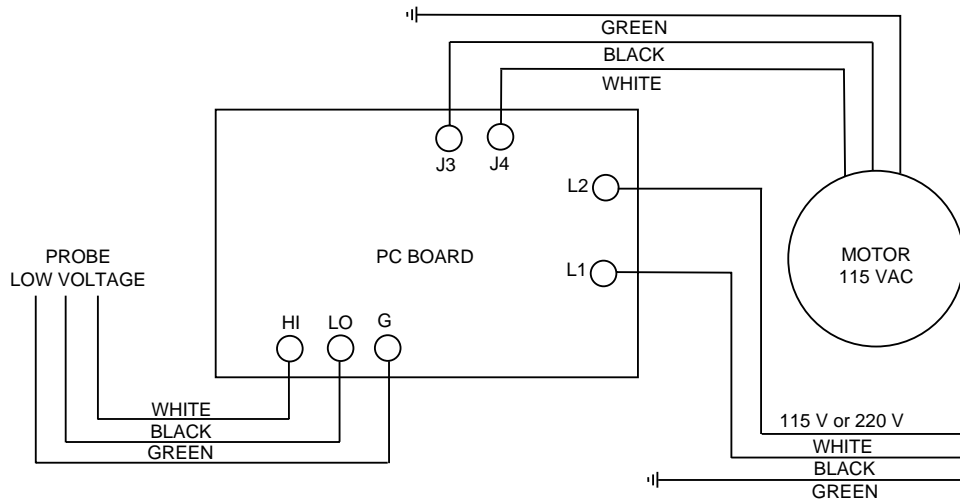 GREEN
BLACK
WHITE
J3
J4
L2
PROBE
LOW VOLTAGE
PC BOARD
MOTOR
115 VAC
L1
HI
LO
G
WHITE
BLACK
GREEN
115 V or 220 V
WHITE
BLACK
GREEN